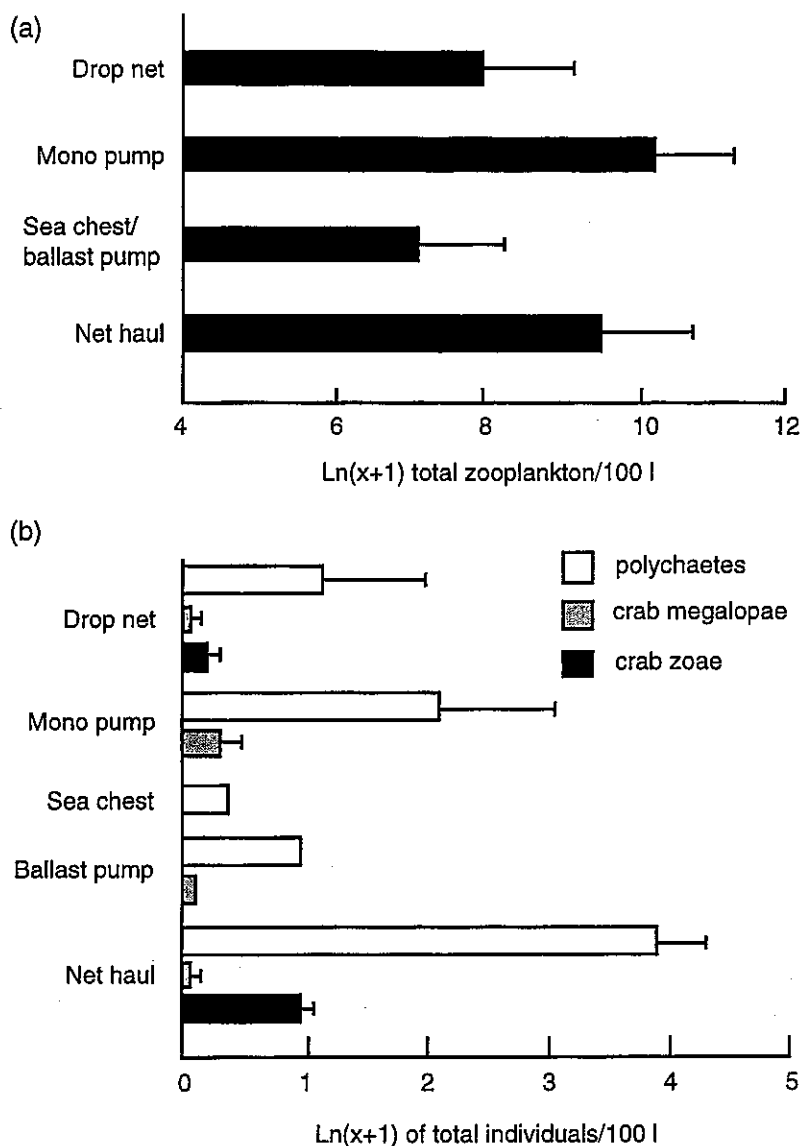 (a)
Drop net
Mono pump
Sea chest/
ballast pump
Net haul
4 6 8 10 12
Ln(x+1) total zooplankton/100 l
(b)
polychaetes
crab megalopae
crab zoae
Drop net
Mono pump
Sea chest
Ballast pump
Net haul
0 1 2 3 4 5
Ln(x+1) of total individuals/100 l